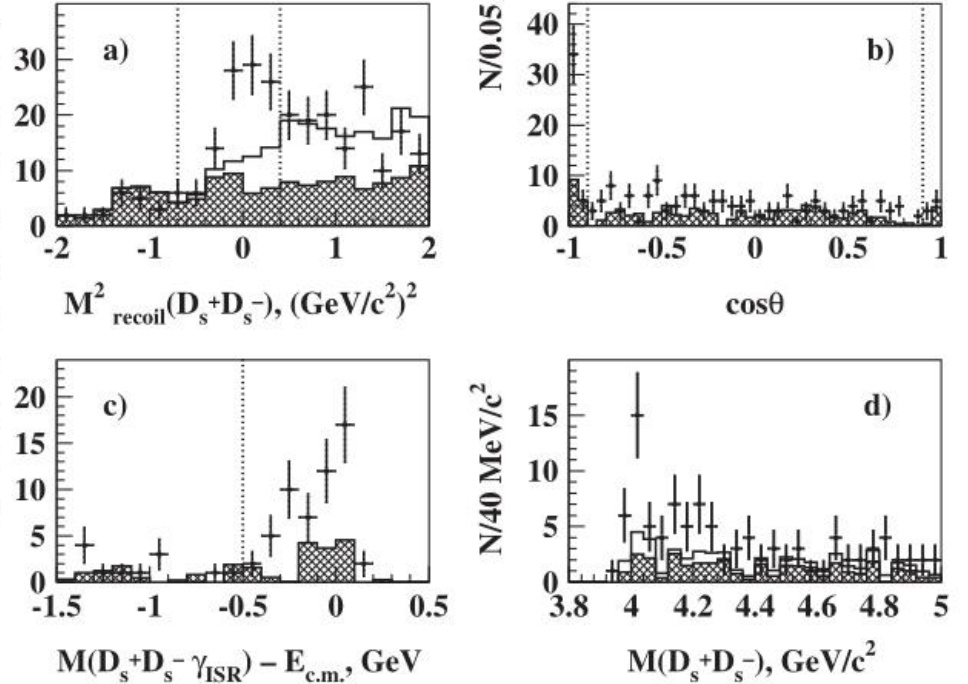 30
20
10
0
a)
-2 -1 0 1 2
M² recoil(Dₛ⁺Dₛ⁻), (GeV/c²)²
N/0.05
40
30
20
10
0
b)
-1 -0.5 0 0.5 1
cosθ
20
15
10
5
0
c)
-1.5 -1 -0.5 0 0.5
M(Dₛ⁺Dₛ⁻ γISR) – Ec.m., GeV
N/40 MeV/c²
15
10
5
0
d)
3.8 4 4.2 4.4 4.6 4.8 5
M(Dₛ⁺Dₛ⁻), GeV/c²